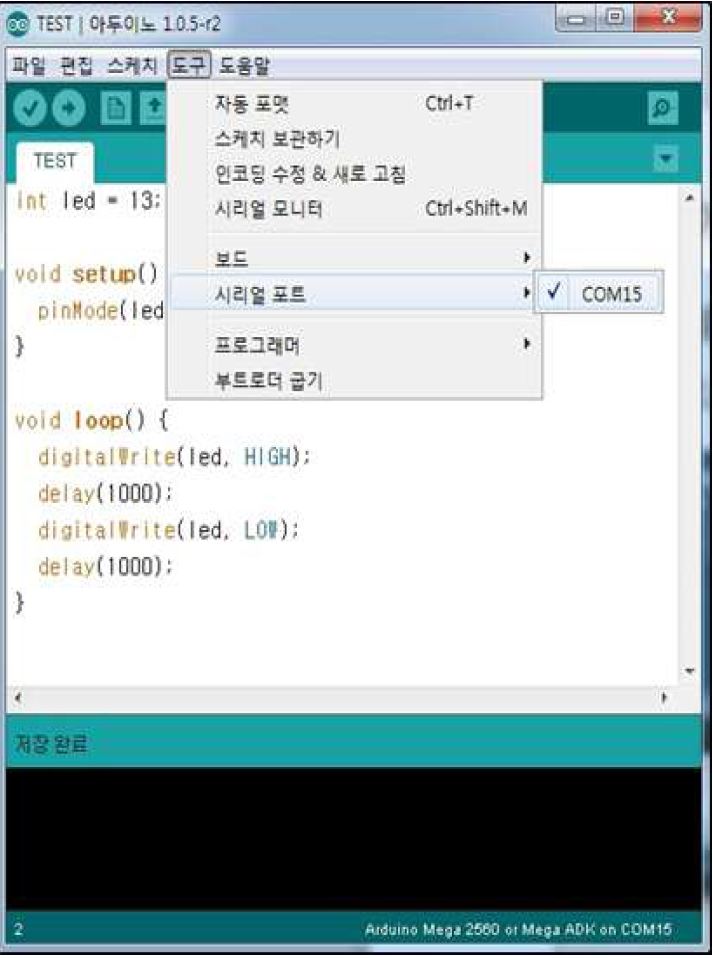 TEST | 아두이노 1.0.5-r2
파일 편집 스케치 도구 도움말
자동 포맷 Ctrl+T
스케치 보관하기
인코딩 수정 & 새로 고침
시리얼 모니터 Ctrl+Shift+M
보드
시리얼 포트
COM15
프로그래머
부트로더 굽기
TEST
int led = 13;
void setup()
pinMode(led
}
void loop() {
digitalWrite(led, HIGH);
delay(1000);
digitalWrite(led, LOW);
delay(1000);
}
저장 완료
2 Arduino Mega 2560 or Mega ADK on COM15